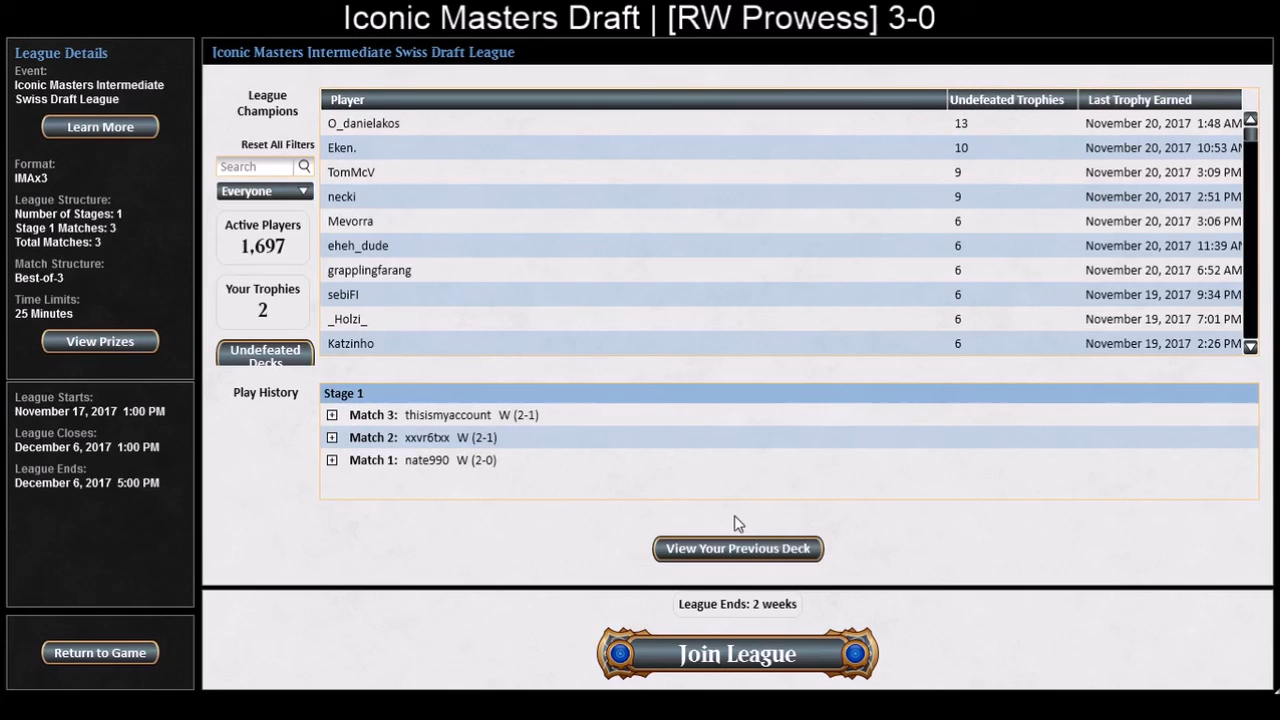 Iconic Masters Draft | [RW Prowess] 3-0
League Details
Event:
Iconic Masters Intermediate
Swiss Draft League
Learn More
Format:
IMAx3
League Structure:
Number of Stages: 1
Stage 1 Matches: 3
Total Matches: 3
Match Structure:
Best-of-3
Time Limits:
25 Minutes
View Prizes
League Starts:
November 17, 2017 1:00 PM
League Closes:
December 6, 2017 1:00 PM
League Ends:
December 6, 2017 5:00 PM
Return to Game
Iconic Masters Intermediate Swiss Draft League
League
Champions
Reset All Filters
Search
Everyone
Active Players
1,697
Your Trophies
2
Undefeated
Decks
Player Undefeated Trophies Last Trophy Earned
O_danielakos 13 November 20, 2017 1:48 AM
Eken. 10 November 20, 2017 10:53 AM
TomMcV 9 November 20, 2017 3:09 PM
necki 9 November 20, 2017 2:51 PM
Mevorra 6 November 20, 2017 3:06 PM
eheh_dude 6 November 20, 2017 11:39 AM
grapplingfarang 6 November 20, 2017 6:52 AM
sebiFI 6 November 19, 2017 9:34 PM
_Holzi_ 6 November 19, 2017 7:01 PM
Katzinho 6 November 19, 2017 2:26 PM
Play History
Stage 1
Match 3: thisismyaccount W (2-1)
Match 2: xxvr6txx W (2-1)
Match 1: nate990 W (2-0)
View Your Previous Deck
League Ends: 2 weeks
Join League